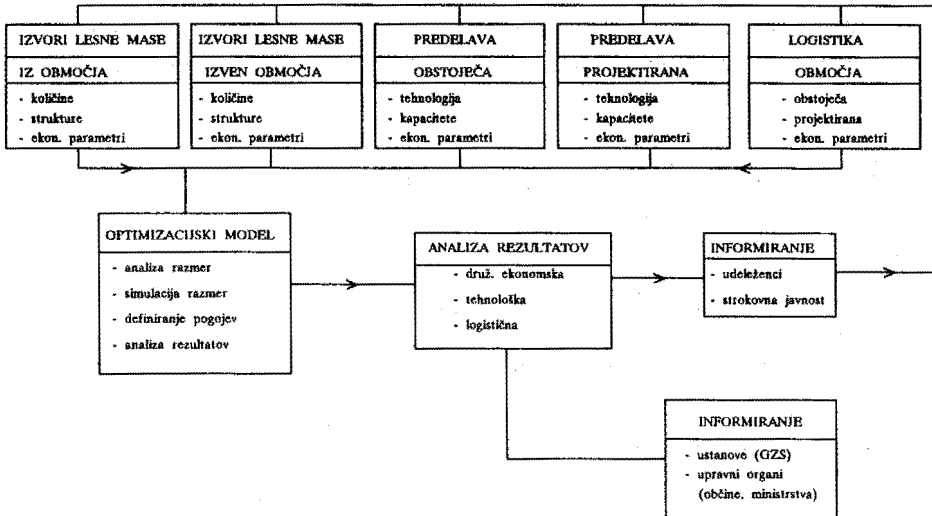 IZVORI LESNE MASE
IZ OBMOČJA
- količine
- strukture
- ekon. parametri
IZVORI LESNE MASE
IZVEN OBMOČJA
- količine
- strukture
- ekon. parametri
PREDELAVA
OBSTOJEČA
- tehnologija
- kapacitete
- ekon. parametri
PREDELAVA
PROJEKTIRANA
- teknologija
- kapacitete
- ekon. parametri
LOGISTIKA
OBMOČJA
- obstoječa
- projektirana
- ekon. parametri
OPTIMIZACIJSKI MODEL
- analiza razmer
- simulacija razmer
- definiranje pogojev
- analiza rezultatov
ANALIZA REZULTATOV
- druž. ekonomska
- tehnološka
- logistična
INFORMIRANJE
- udeleženci
- strokovna javnost
INFORMIRANJE
- ustanove (GZS)
- upravni organi
(občine, ministrstva)